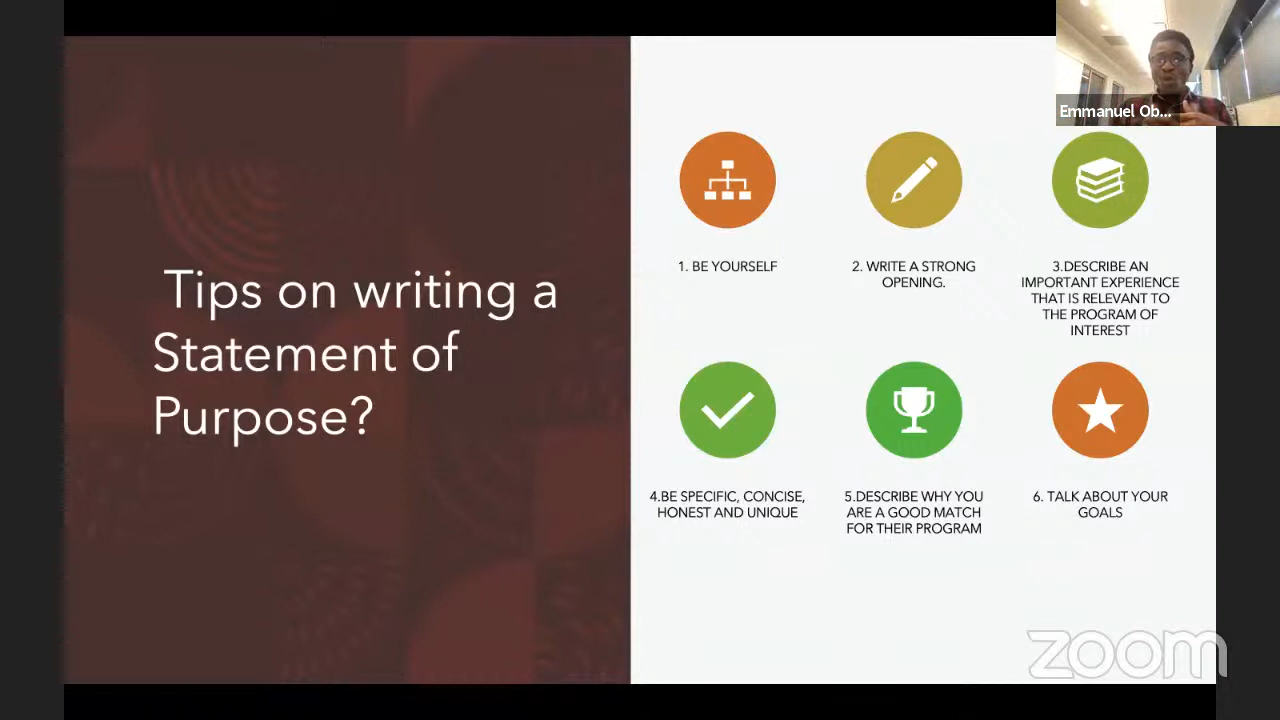 Emmanuel Ob...
Tips on writing a
Statement of
Purpose?
1. BE YOURSELF
2. WRITE A STRONG
OPENING.
3.DESCRIBE AN
IMPORTANT EXPERIENCE
THAT IS RELEVANT TO
THE PROGRAM OF
INTEREST
4.BE SPECIFIC, CONCISE,
HONEST AND UNIQUE
5.DESCRIBE WHY YOU
ARE A GOOD MATCH
FOR THEIR PROGRAM
6. TALK ABOUT YOUR
GOALS
zoom